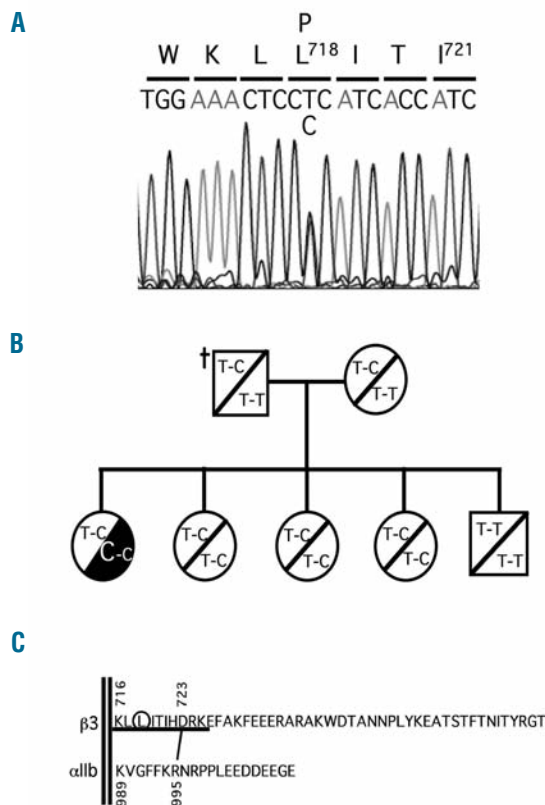 A
P
W K L L718 I T I721
TGG AAA CTC CTC ATC ACC ATC
C
B
†
T-C T-T
T-C T-T
T-C C-C
T-C T-C
T-C T-C
T-C T-C
T-T T-T
C
716 723
β3 KLLITIHDRKEFAKFEEERARAKWDTANNPLYKEATSTFTNITYRGT
αIIb KVGFFKRNRPPLEEDDEEGE
989 995